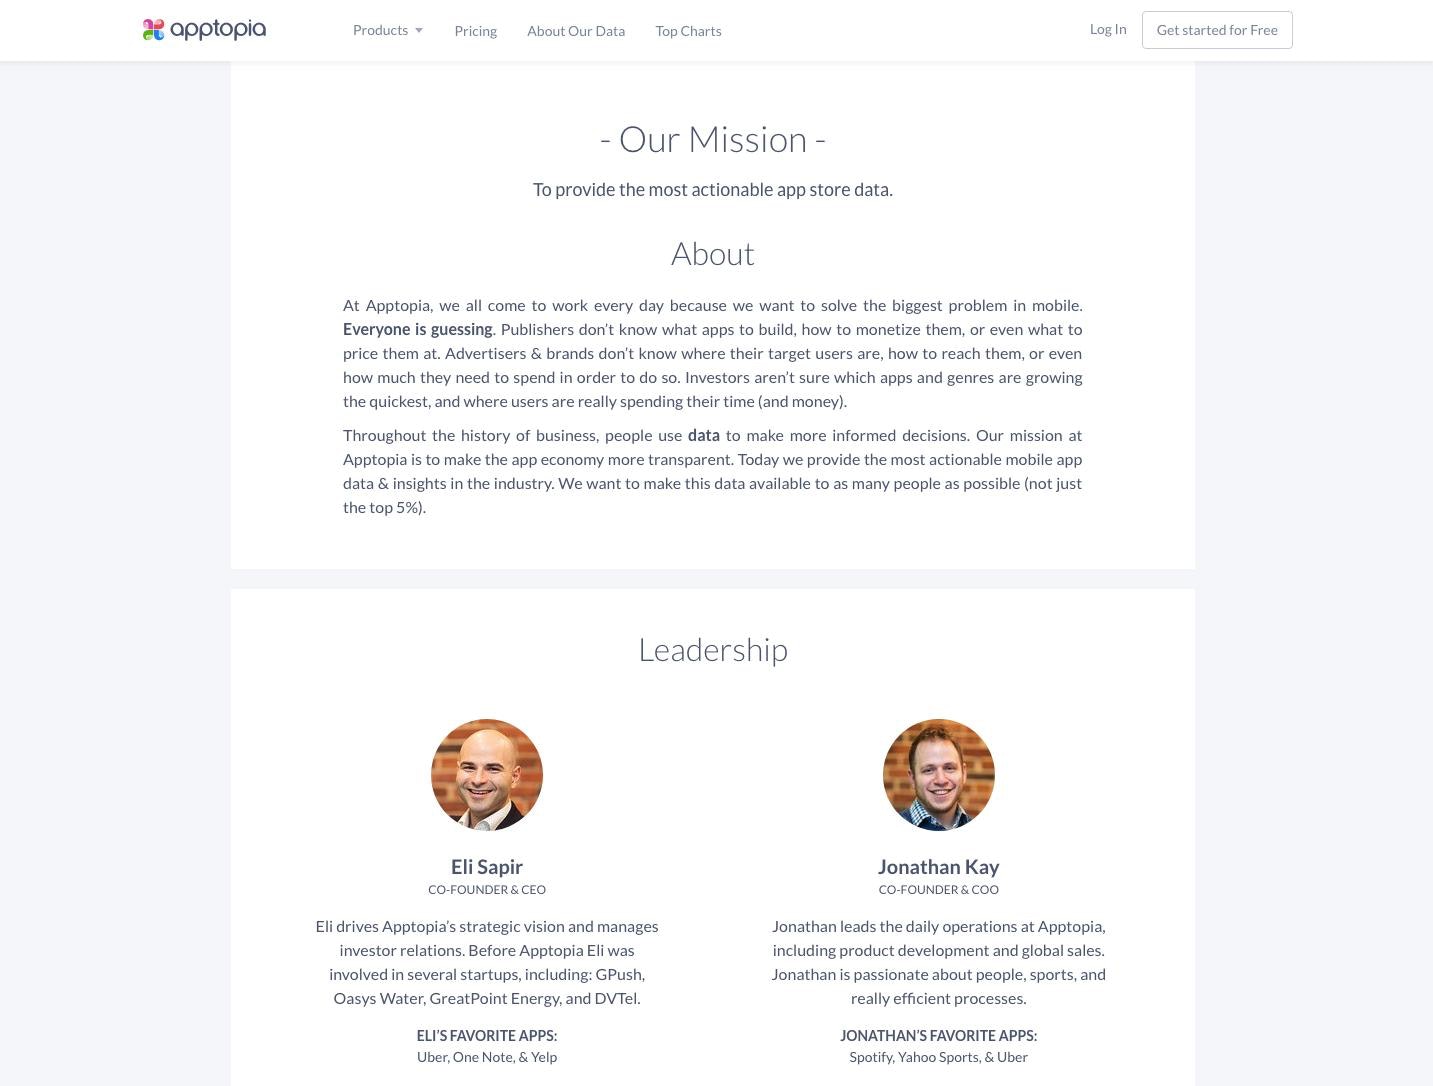 apptopia
Products
Pricing
About Our Data
Top Charts
Log In
Get started for Free
- Our Mission -
To provide the most actionable app store data.
About
At Apptopia, we all come to work every day because we want to solve the biggest problem in mobile.
Everyone is guessing. Publishers don't know what apps to build, how to monetize them, or even what to
price them at. Advertisers & brands don't know where their target users are, how to reach them, or even
how much they need to spend in order to do so. Investors aren't sure which apps and genres are growing
the quickest, and where users are really spending their time (and money).
Throughout the history of business, people use data to make more informed decisions. Our mission at
Apptopia is to make the app economy more transparent. Today we provide the most actionable mobile app
data & insights in the industry. We want to make this data available to as many people as possible (not just
the top 5%).
Leadership
Eli Sapir
CO-FOUNDER & CEO
Eli drives Apptopia's strategic vision and manages
investor relations. Before Apptopia Eli was
involved in several startups, including: GPush,
Oasys Water, GreatPoint Energy, and DVTel.
ELI'S FAVORITE APPS:
Uber, One Note, & Yelp
Jonathan Kay
CO-FOUNDER & COO
Jonathan leads the daily operations at Apptopia,
including product development and global sales.
Jonathan is passionate about people, sports, and
really efficient processes.
JONATHAN'S FAVORITE APPS:
Spotify, Yahoo Sports, & Uber